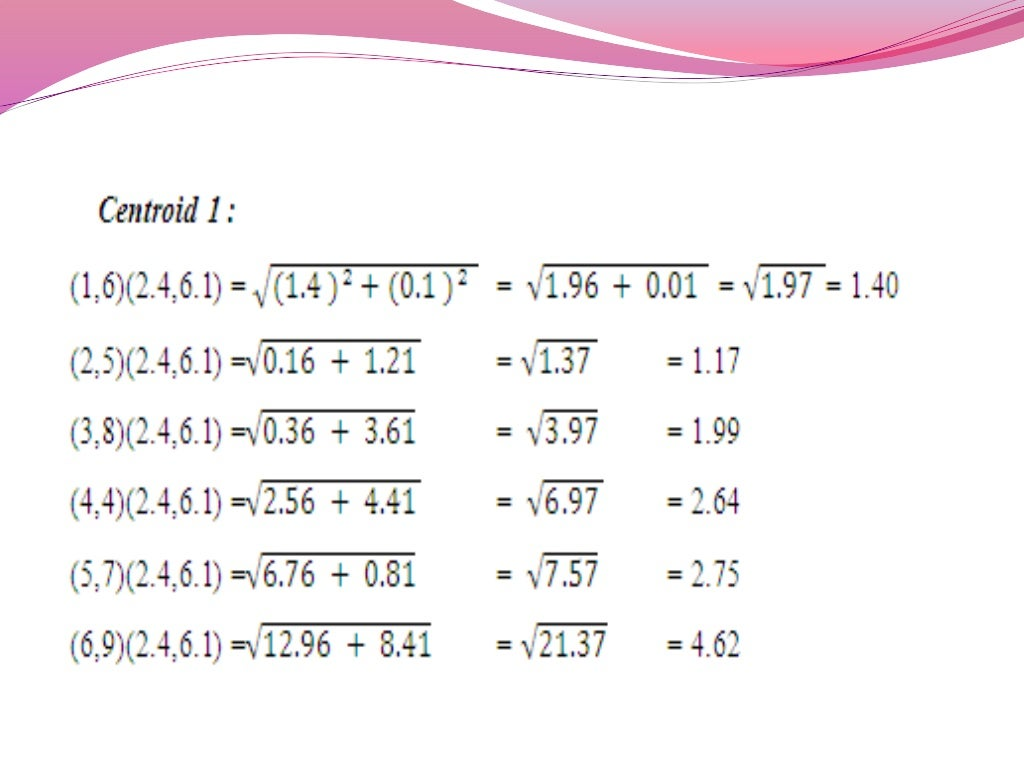 Centroid 1 :
(1,6)(2.4,6.1) = √(1.4)² + (0.1)² = √1.96 + 0.01 = √1.97 = 1.40
(2,5)(2.4,6.1) =√0.16 + 1.21 = √1.37 = 1.17
(3,8)(2.4,6.1) =√0.36 + 3.61 = √3.97 = 1.99
(4,4)(2.4,6.1) =√2.56 + 4.41 = √6.97 = 2.64
(5,7)(2.4,6.1) =√6.76 + 0.81 = √7.57 = 2.75
(6,9)(2.4,6.1) =√12.96 + 8.41 = √21.37 = 4.62